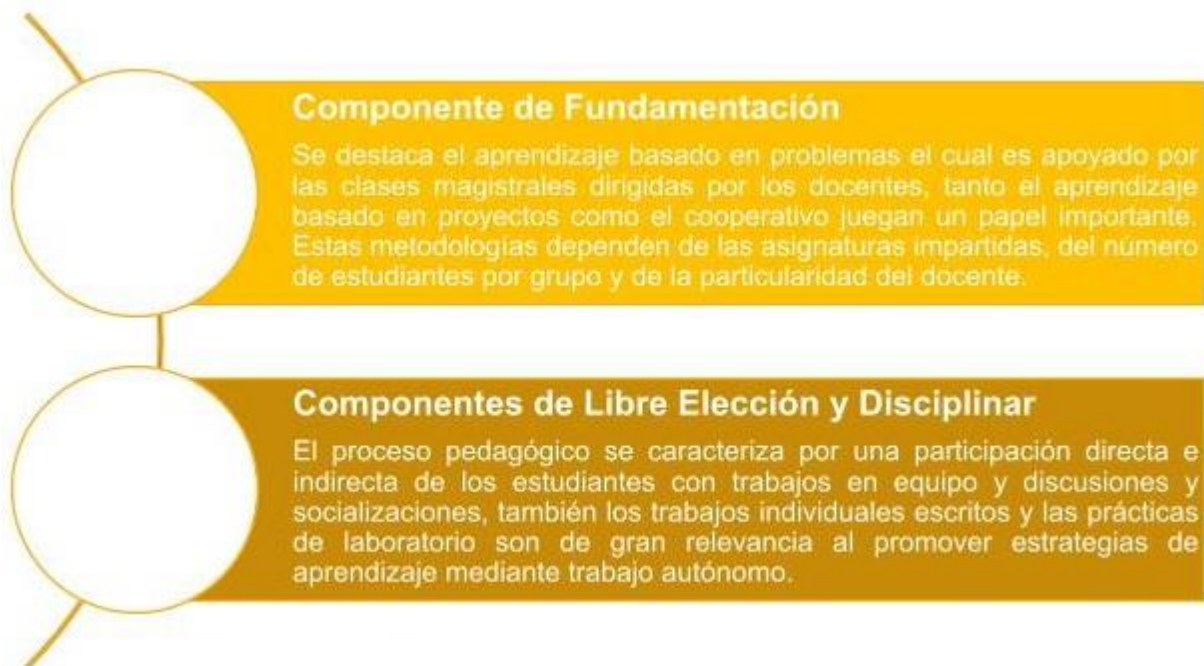 Componente de Fundamentación
Se destaca el aprendizaje basado en problemas el cual es apoyado por
las clases magistrales dirigidas por los docentes, tanto el aprendizaje
basado en proyectos como el cooperativo juegan un papel importante.
Estas metodologías dependen de las asignaturas impartidas, del número
de estudiantes por grupo y de la particularidad del docente.
Componentes de Libre Elección y Disciplinar
El proceso pedagógico se caracteriza por una participación directa e
indirecta de los estudiantes con trabajos en equipo y discusiones y
socializaciones, también los trabajos individuales escritos y las prácticas
de laboratorio son de gran relevancia al promover estrategias de
aprendizaje mediante trabajo autónomo.